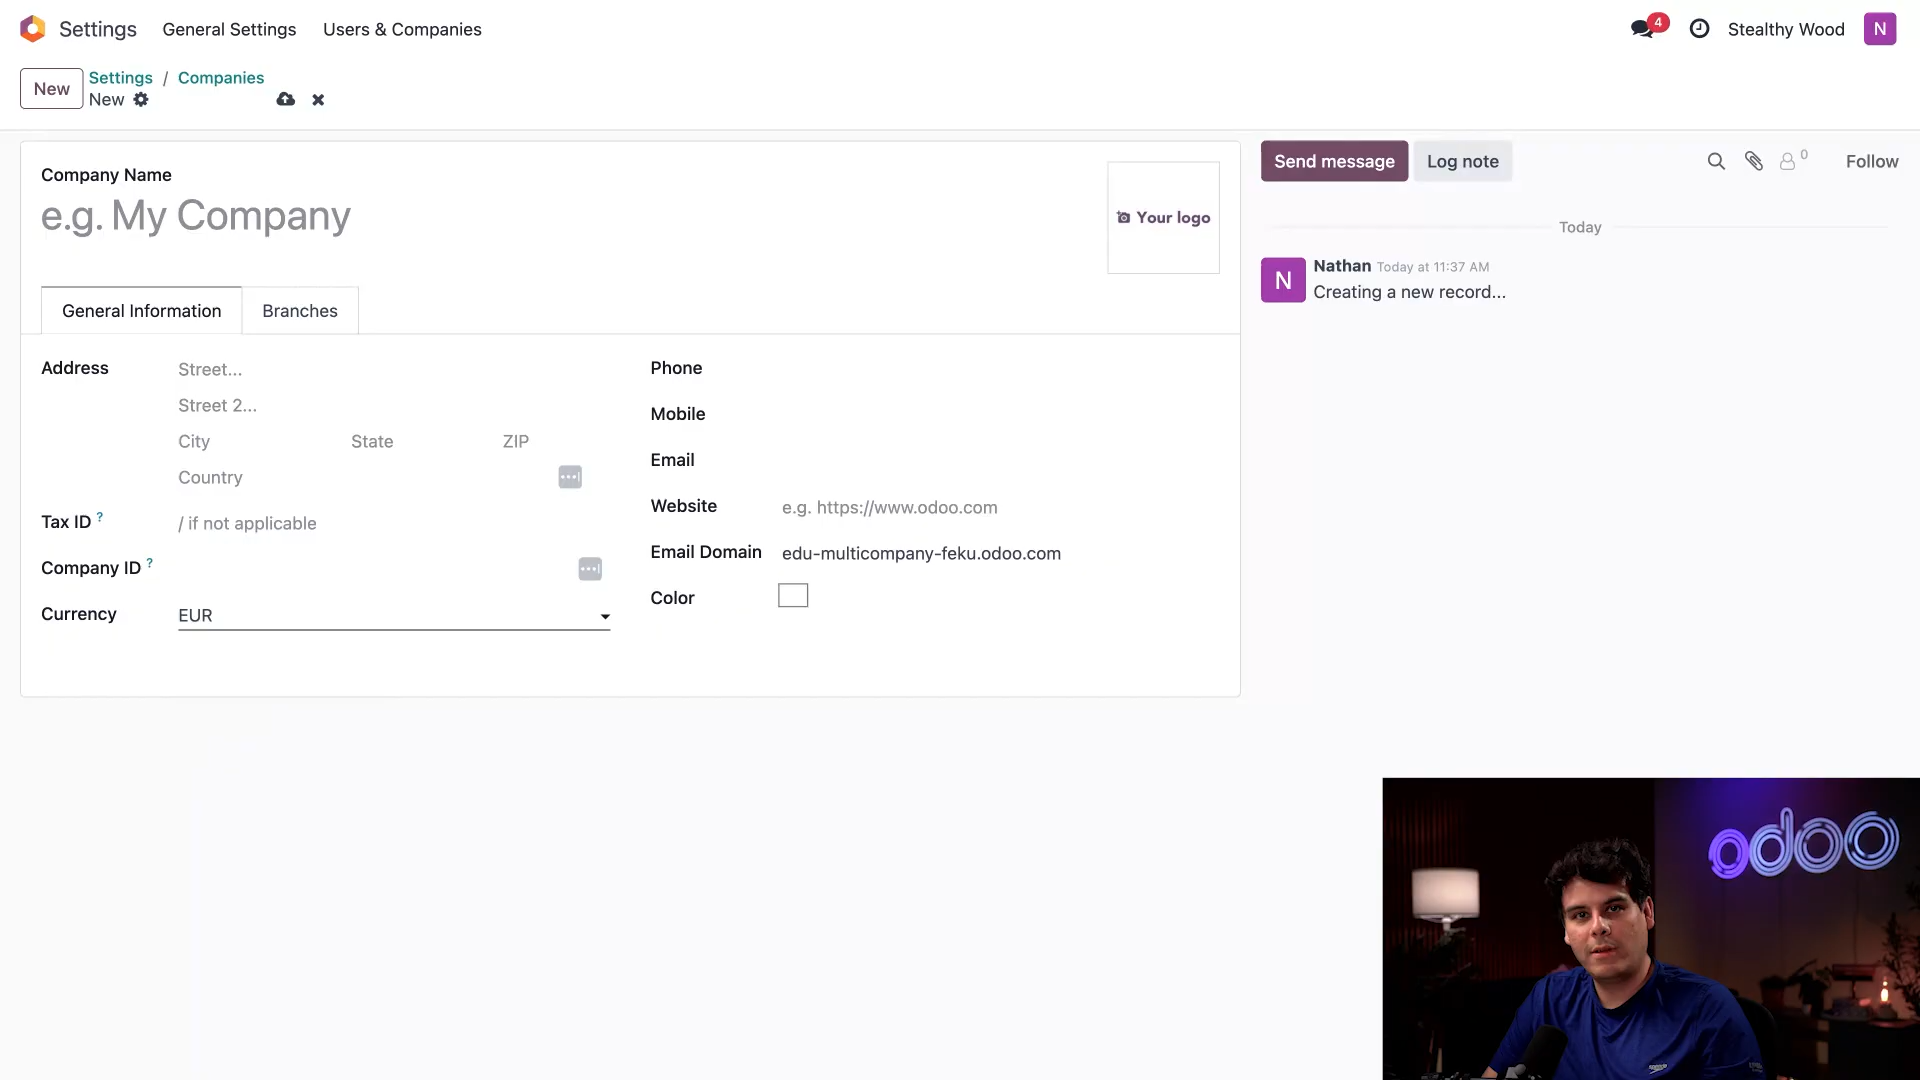 Settings General Settings Users & Companies 4 Stealthy Wood N
New Settings / Companies
New
Company Name
e.g. My Company
Your logo
General Information Branches
Address Street...
Street 2...
City State ZIP
Country
Tax ID ? / if not applicable
Company ID ?
Currency EUR
Phone
Mobile
Email
Website e.g. https://www.odoo.com
Email Domain edu-multicompany-feku.odoo.com
Color
Send message Log note 0 Follow
Today
N Nathan Today at 11:37 AM
Creating a new record...
odoo
speedo